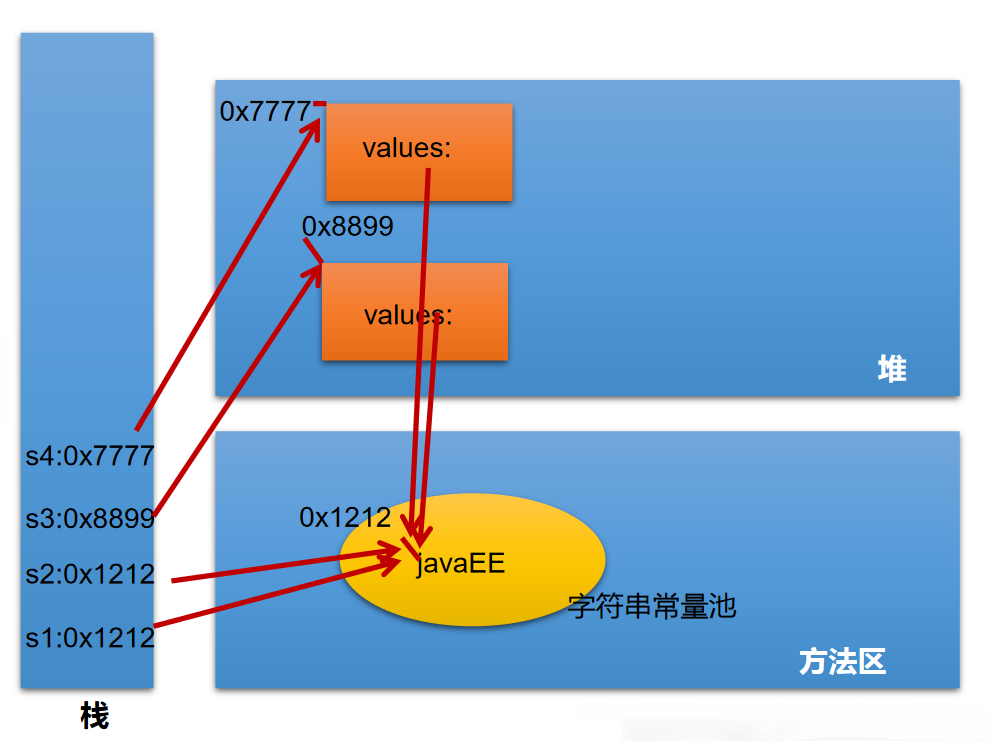 0x7777
values:
0x8899
values:
堆
s4:0x7777
s3:0x8899
s2:0x1212
s1:0x1212
0x1212
javaEE
字符串常量池
方法区
栈